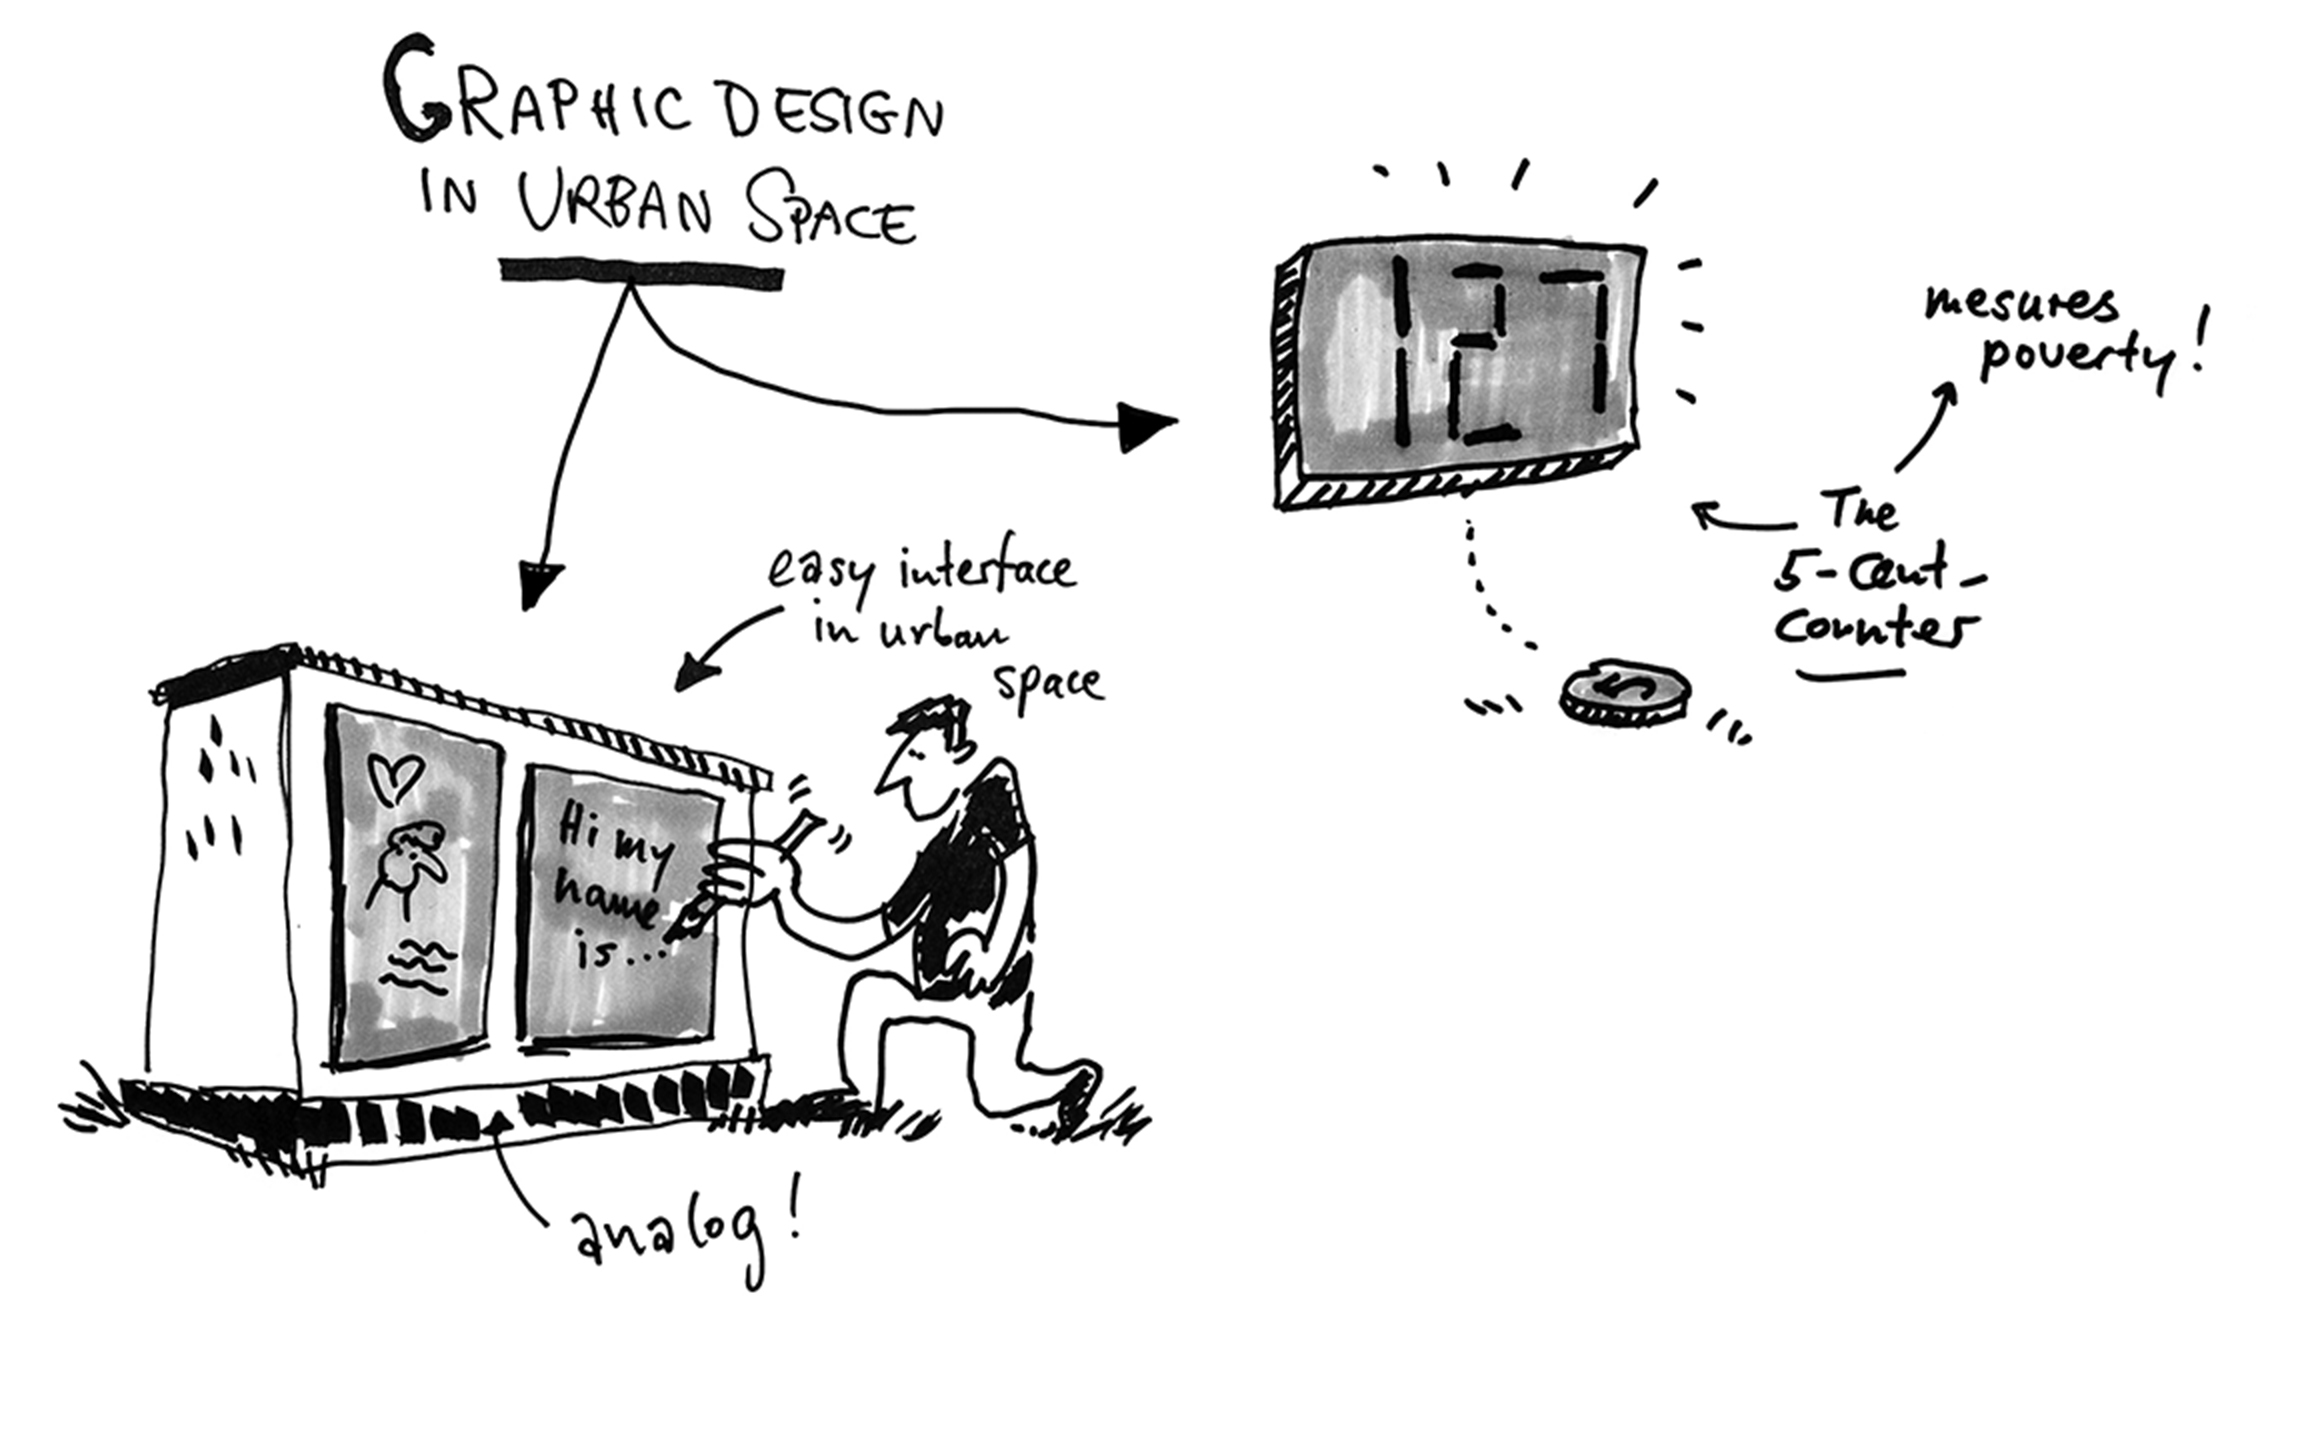 GRAPHIC DESIGN
IN URBAN SPACE
127
mesures
poverty!
The
5-Cent-
Counter
5
easy interface
in urban
space
Hi my
name
is...
analog!